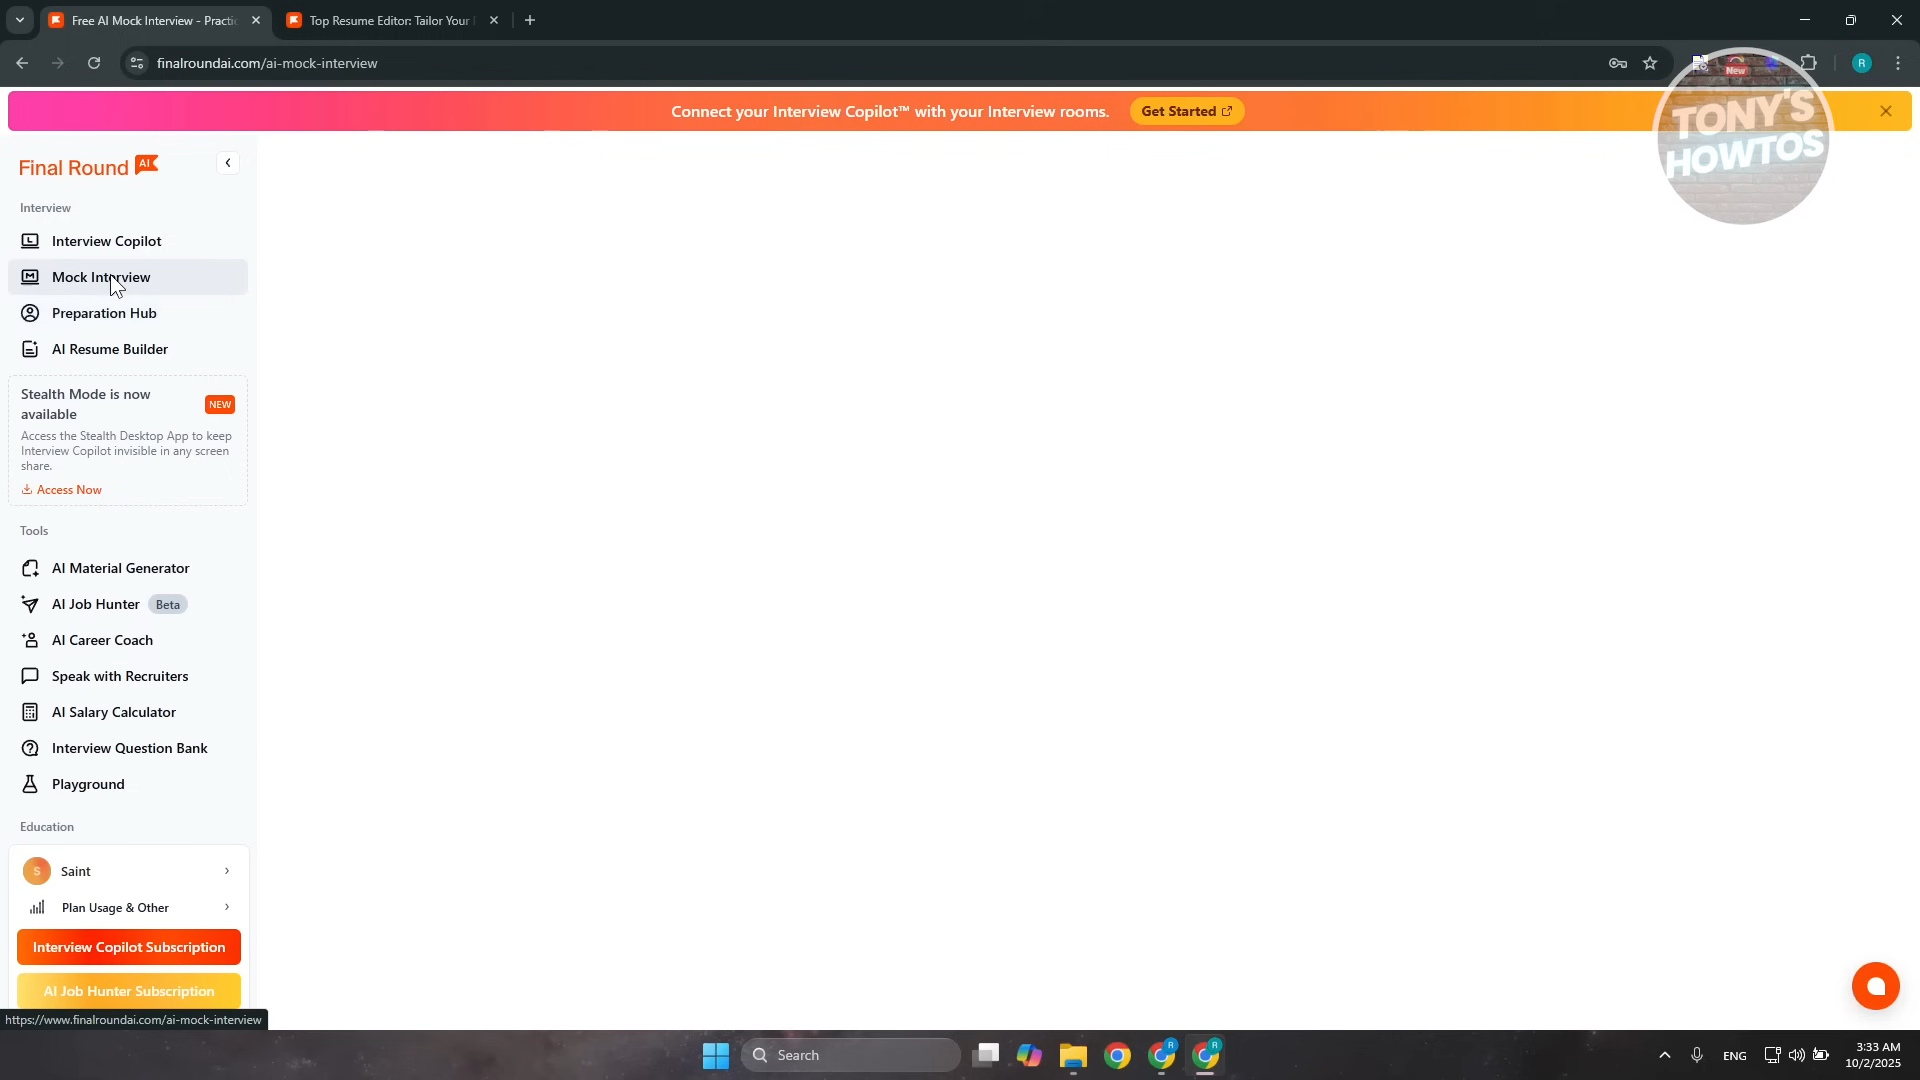 Free AI Mock Interview - Practic
Top Resume Editor: Tailor Your
finalroundai.com/ai-mock-interview
New
R
Connect your Interview Copilot™ with your Interview rooms.
Get Started
TONY'S
HOWTOS
Final Round AI
Interview
Interview Copilot
Mock Interview
Preparation Hub
AI Resume Builder
Stealth Mode is now
available
NEW
Access the Stealth Desktop App to keep
Interview Copilot invisible in any screen
share.
Access Now
Tools
AI Material Generator
AI Job Hunter Beta
AI Career Coach
Speak with Recruiters
AI Salary Calculator
Interview Question Bank
Playground
Education
S Saint
Plan Usage & Other
Interview Copilot Subscription
AI Job Hunter Subscription
https://www.finalroundai.com/ai-mock-interview
Search
R
R
ENG
3:33 AM
10/2/2025